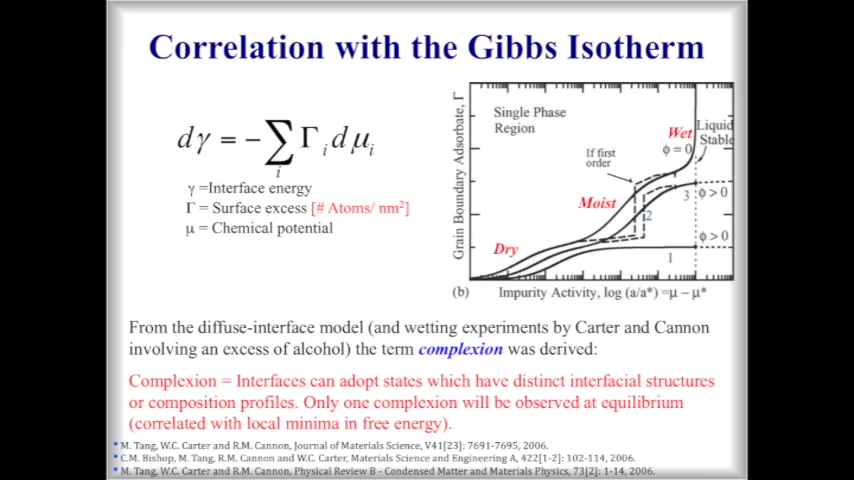 Correlation with the Gibbs Isotherm
dγ = −∑ Γᵢ dμᵢ
i
γ =Interface energy
Γ = Surface excess [# Atoms/ nm²]
μ = Chemical potential
Grain Boundary Adsorbate, Γ
Single Phase
Region
Wet
ϕ = 0
Liquid
Stable
If first
order
Moist
3
ϕ > 0
2
Dry
ϕ > 0
1
(b)
Impurity Activity, log (a/a*) =μ − μ*
From the diffuse-interface model (and wetting experiments by Carter and Cannon
involving an excess of alcohol) the term complexion was derived:
Complexion = Interfaces can adopt states which have distinct interfacial structures
or composition profiles. Only one complexion will be observed at equilibrium
(correlated with local minima in free energy).
* M. Tang, W.C. Carter and R.M. Cannon, Journal of Materials Science, V41[23]: 7691-7695, 2006.
* C.M. Bishop, M. Tang, R.M. Cannon and W.C. Carter, Materials Science and Engineering A, 422[1-2]: 102-114, 2006.
* M. Tang, W.C. Carter and R.M. Cannon, Physical Review B - Condensed Matter and Materials Physics, 73[2]: 1-14, 2006.